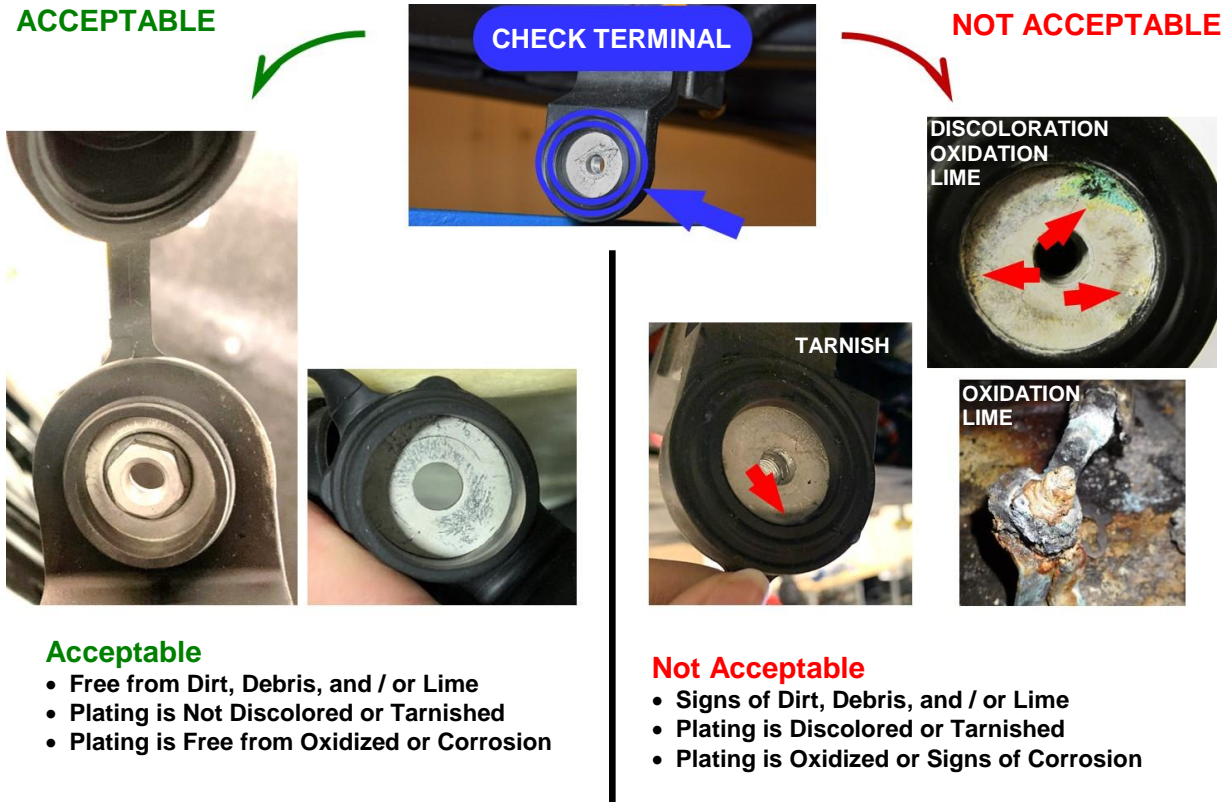 ACCEPTABLE
CHECK TERMINAL
NOT ACCEPTABLE
DISCOLORATION
OXIDATION
LIME
TARNISH
OXIDATION
LIME
Acceptable
• Free from Dirt, Debris, and / or Lime
• Plating is Not Discolored or Tarnished
• Plating is Free from Oxidized or Corrosion
Not Acceptable
• Signs of Dirt, Debris, and / or Lime
• Plating is Discolored or Tarnished
• Plating is Oxidized or Signs of Corrosion